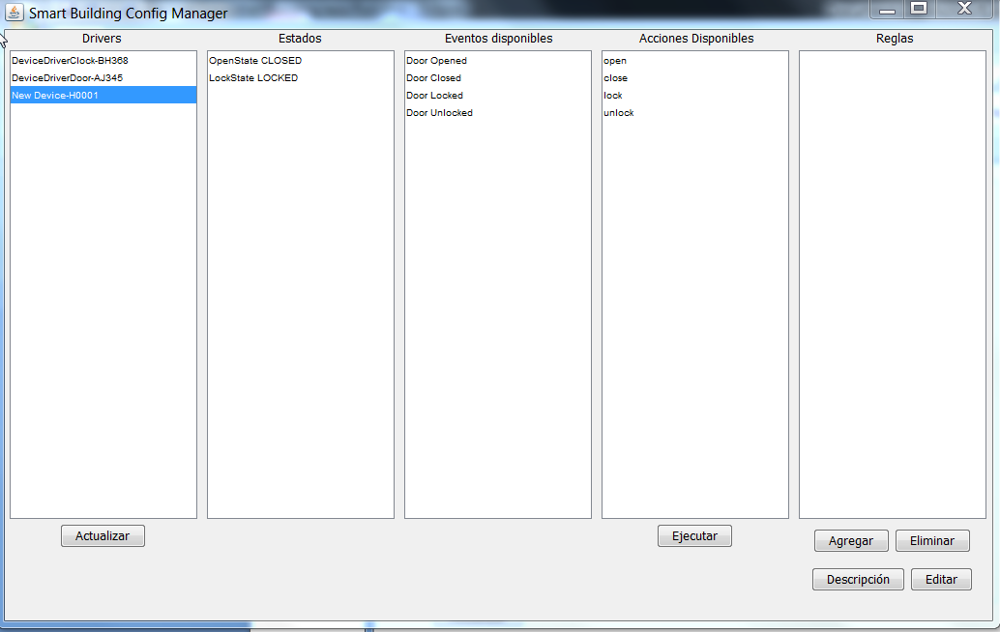 Smart Building Config Manager
Drivers
Estados
Eventos disponibles
Acciones Disponibles
Reglas
DeviceDriverClock-BH368
DeviceDriverDoor-AJ345
New Device-H0001
OpenState CLOSED
LockState LOCKED
Door Opened
Door Closed
Door Locked
Door Unlocked
open
close
lock
unlock
Actualizar
Ejecutar
Agregar
Eliminar
Descripción
Editar